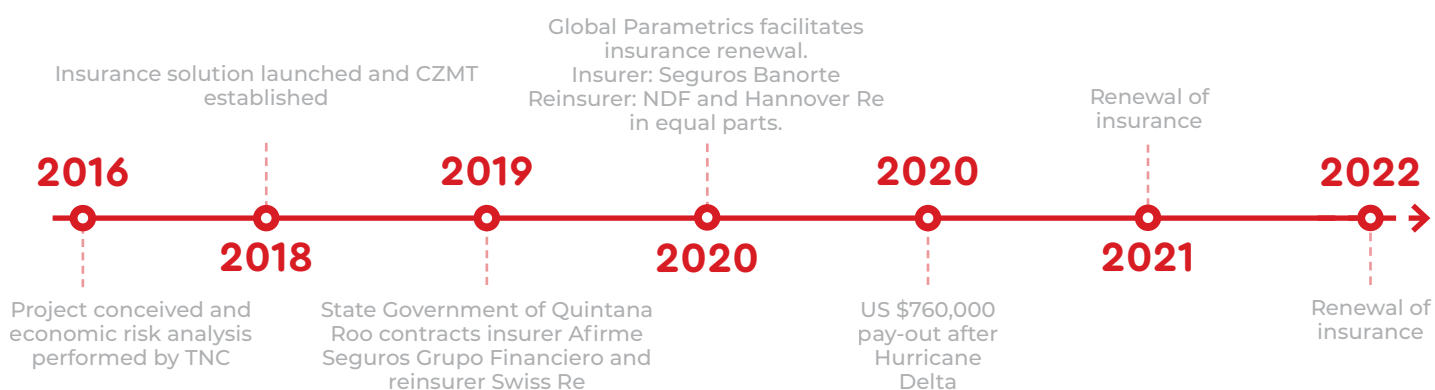 2016
Project conceived and
economic risk analysis
performed by TNC
Insurance solution launched and CZMT
established
2018
2019
State Government of Quintana
Roo contracts insurer Afirme
Seguros Grupo Financiero and
reinsurer Swiss Re
Global Parametrics facilitates
insurance renewal.
Insurer: Seguros Banorte
Reinsurer: NDF and Hannover Re
in equal parts.
2020
2020
US $760,000
pay-out after
Hurricane
Delta
Renewal of
insurance
2021
2022
Renewal of
insurance